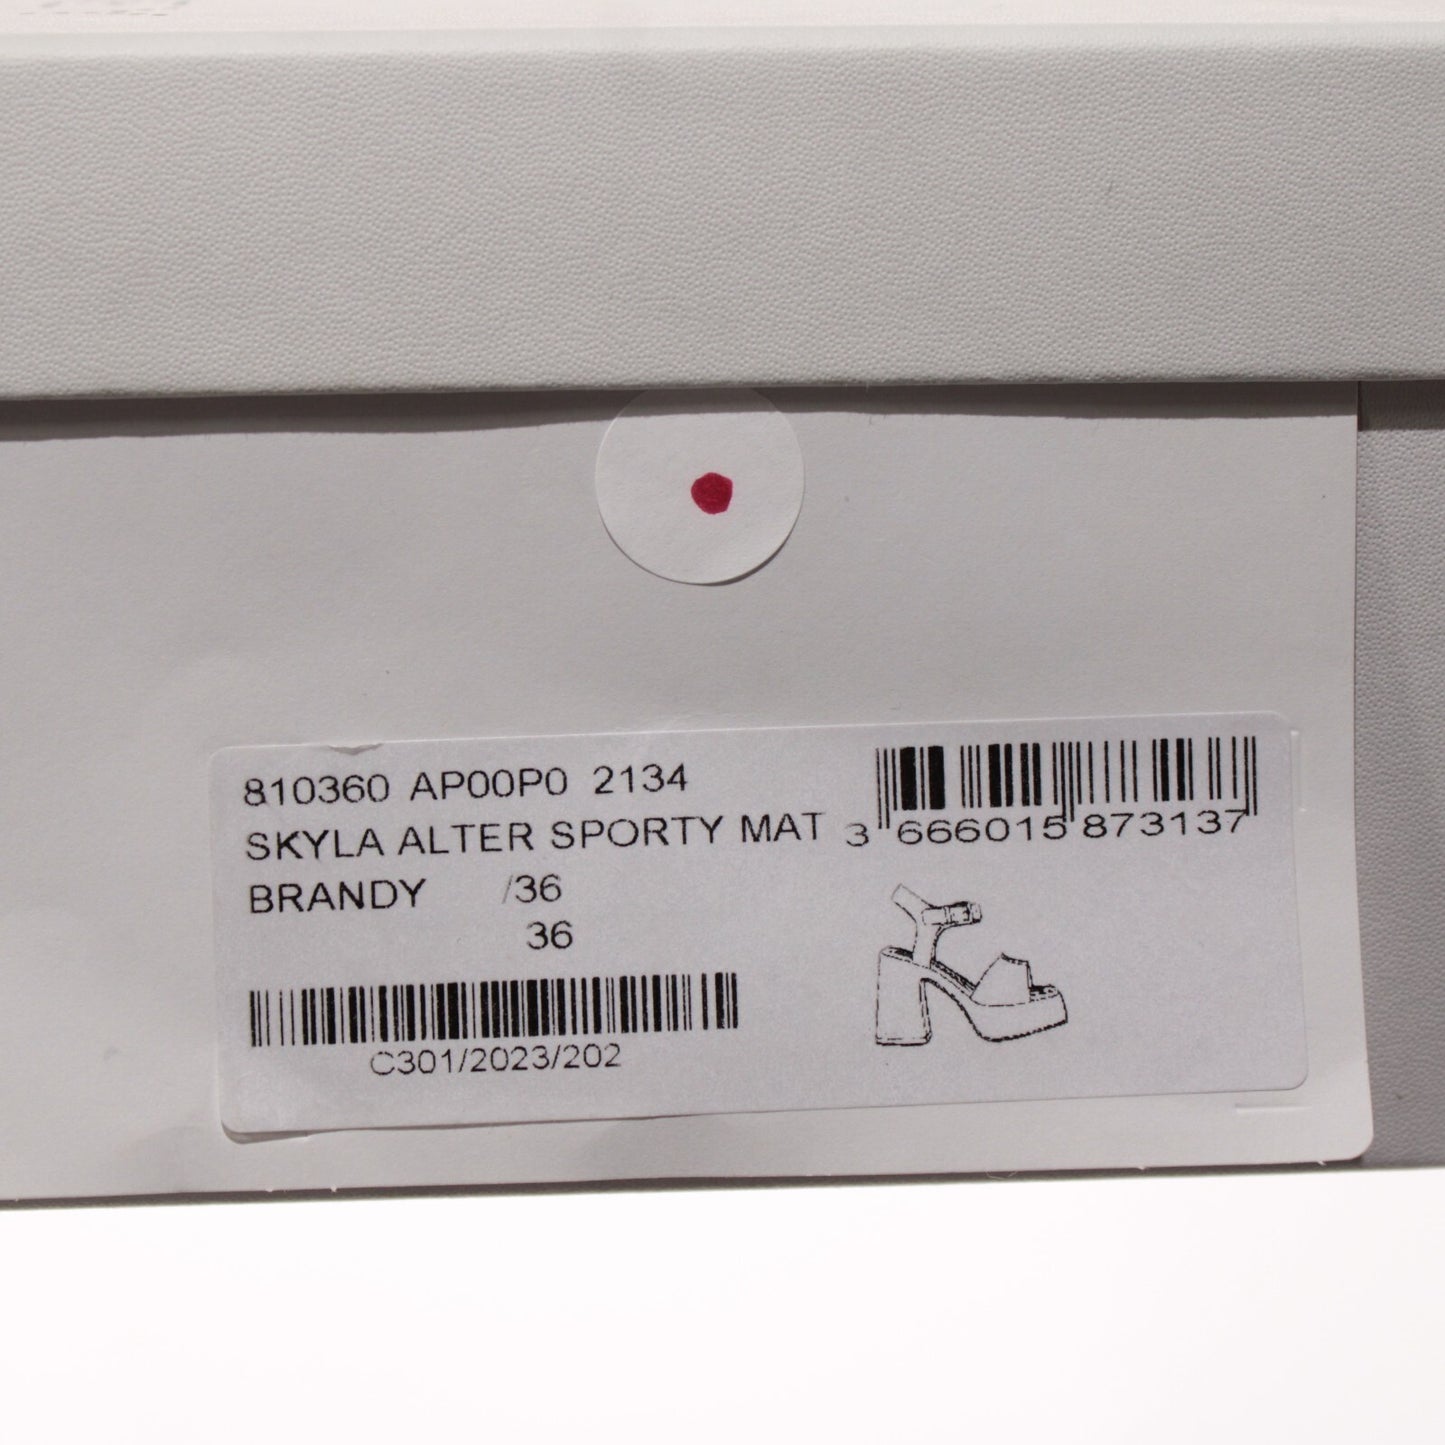 810360 AP00P0 2134
SKYLA ALTER SPORTY MAT
BRANDY /36
36
C301/2023/202
3 666015 873137